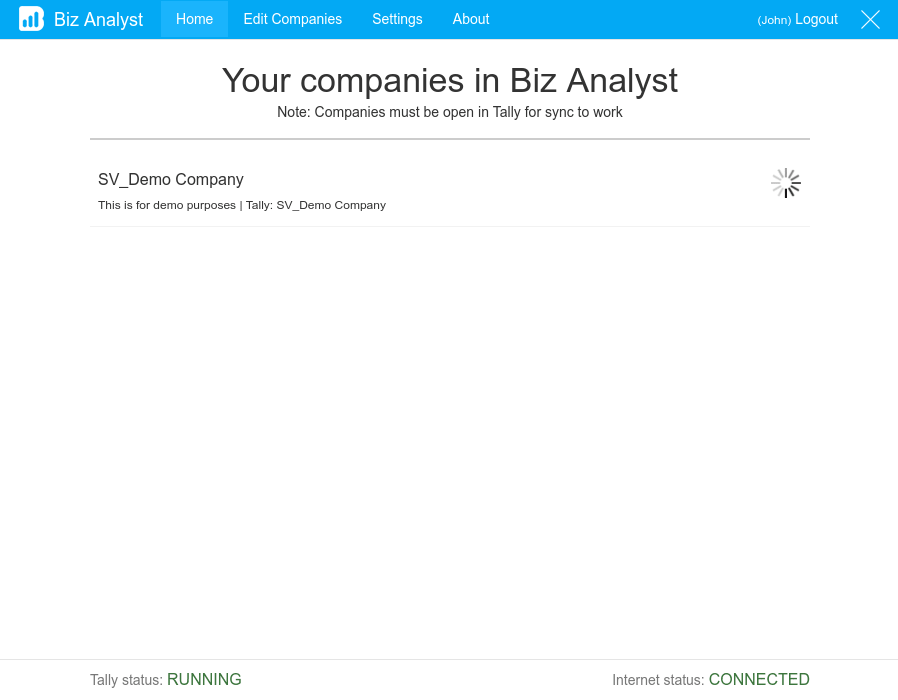 Biz Analyst Home Edit Companies Settings About (John) Logout
Your companies in Biz Analyst
Note: Companies must be open in Tally for sync to work
SV_Demo Company
This is for demo purposes | Tally: SV_Demo Company
Tally status: RUNNING Internet status: CONNECTED